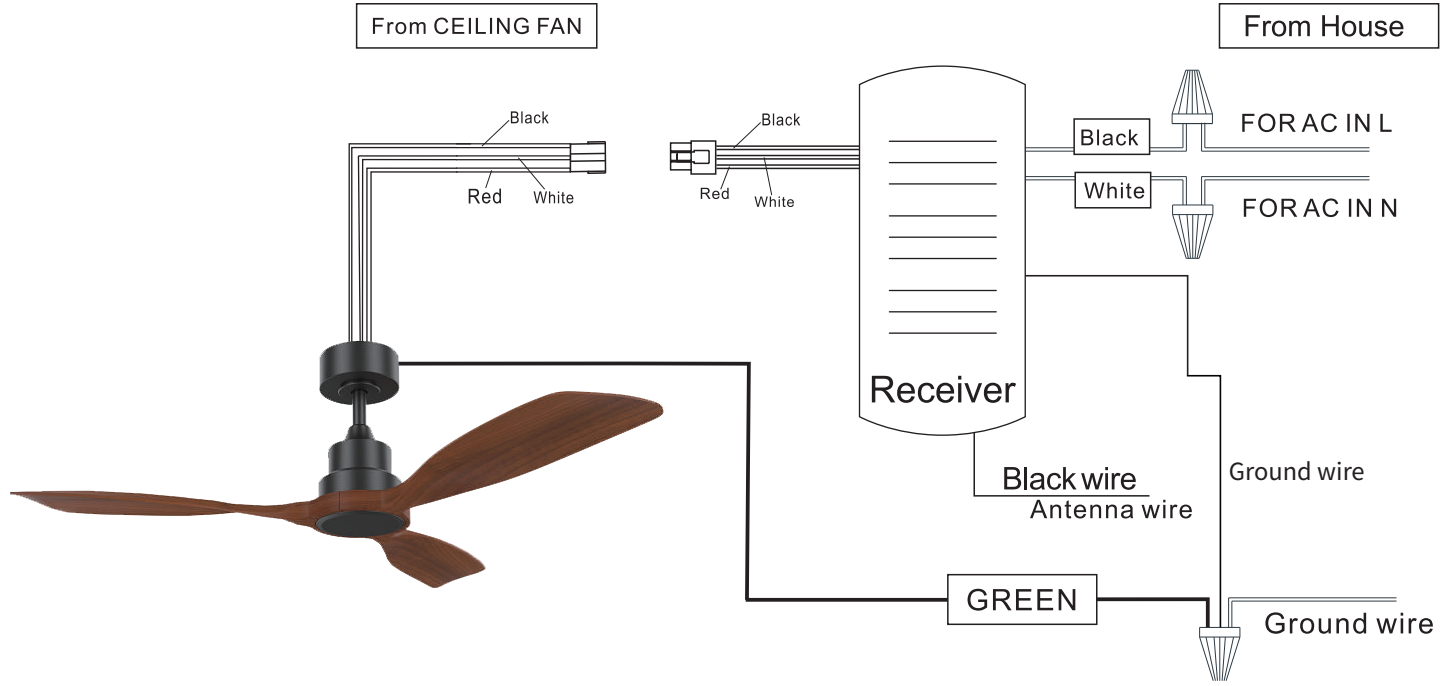 From CEILING FAN
From House
Black
White
Red
Black
White
Red
Black
FOR AC IN L
White
FOR AC IN N
Receiver
Black wire
Antenna wire
Ground wire
GREEN
Ground wire